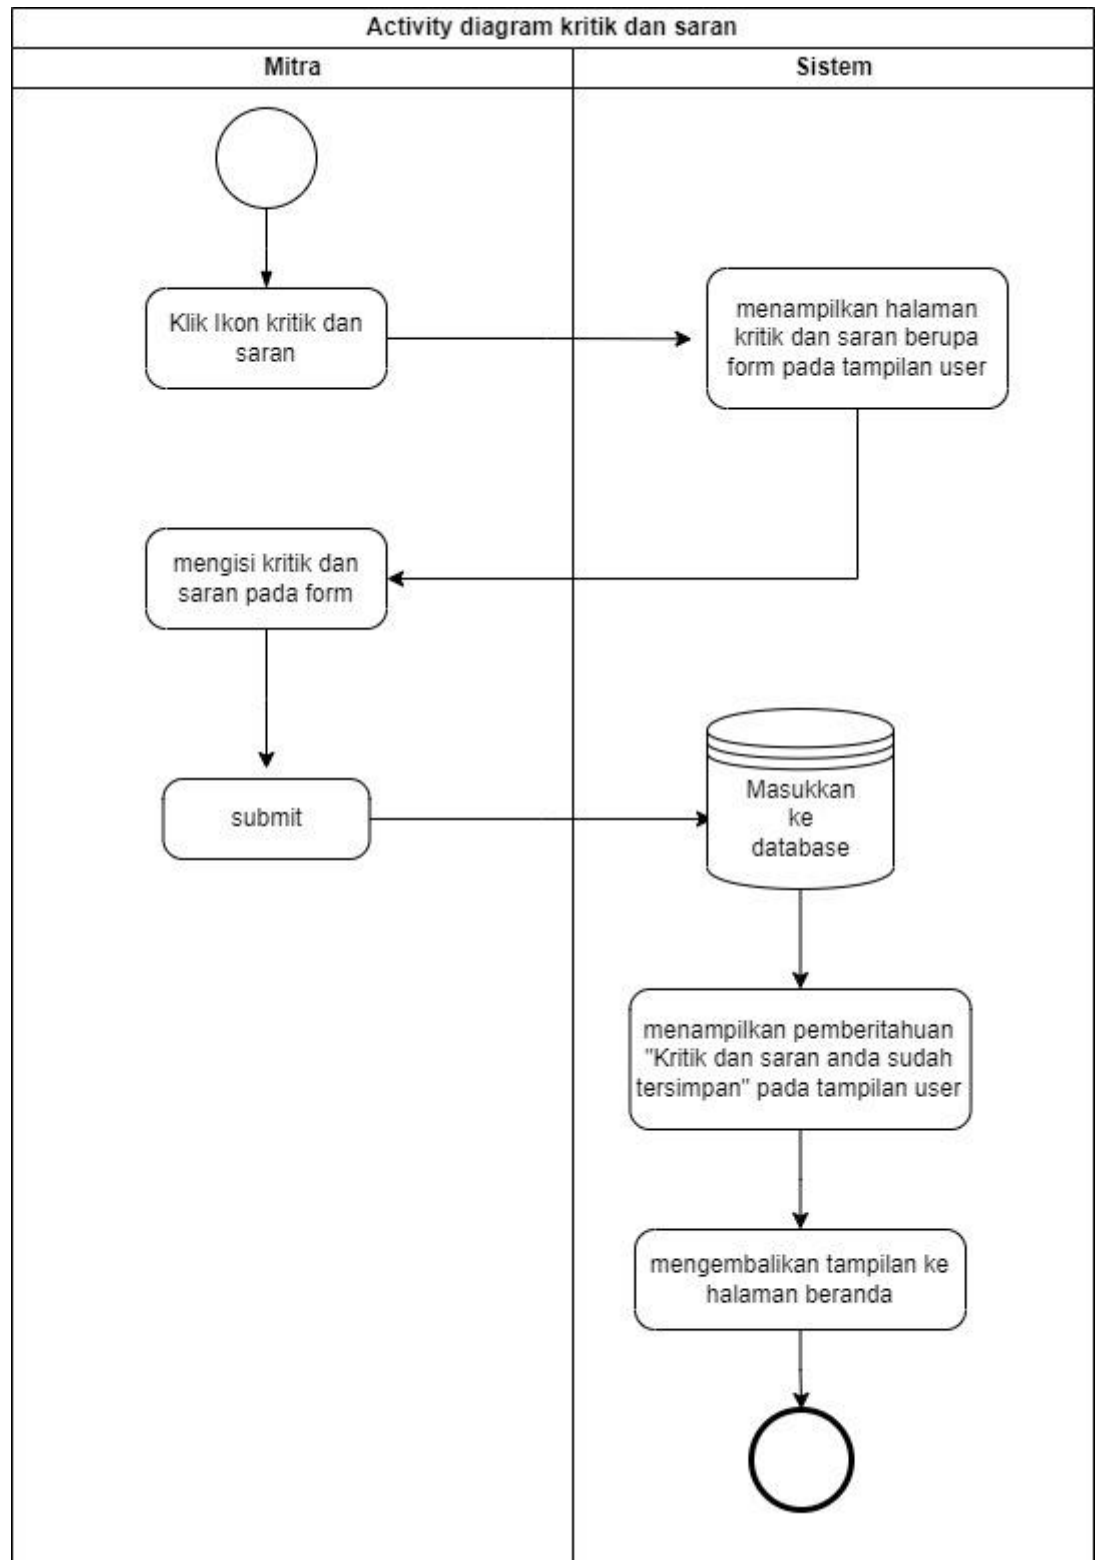 Activity diagram kritik dan saran
Mitra
Sistem
Klik Ikon kritik dan
saran
menampilkan halaman
kritik dan saran berupa
form pada tampilan user
mengisi kritik dan
saran pada form
submit
Masukkan
ke
database
menampilkan pemberitahuan
"Kritik dan saran anda sudah
tersimpan" pada tampilan user
mengembalikan tampilan ke
halaman beranda